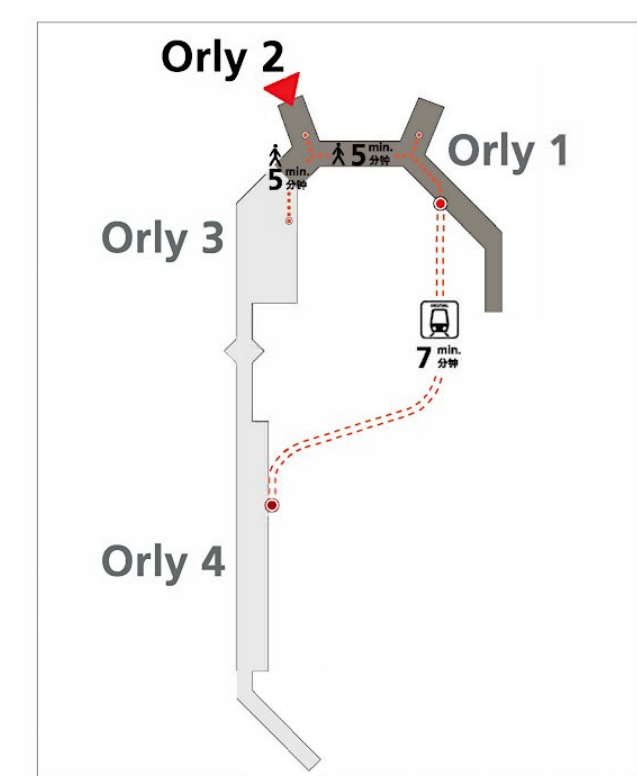 Orly 2
5 min.
分钟
Orly 1
5 min.
分钟
Orly 3
7 min.
分钟
Orly 4